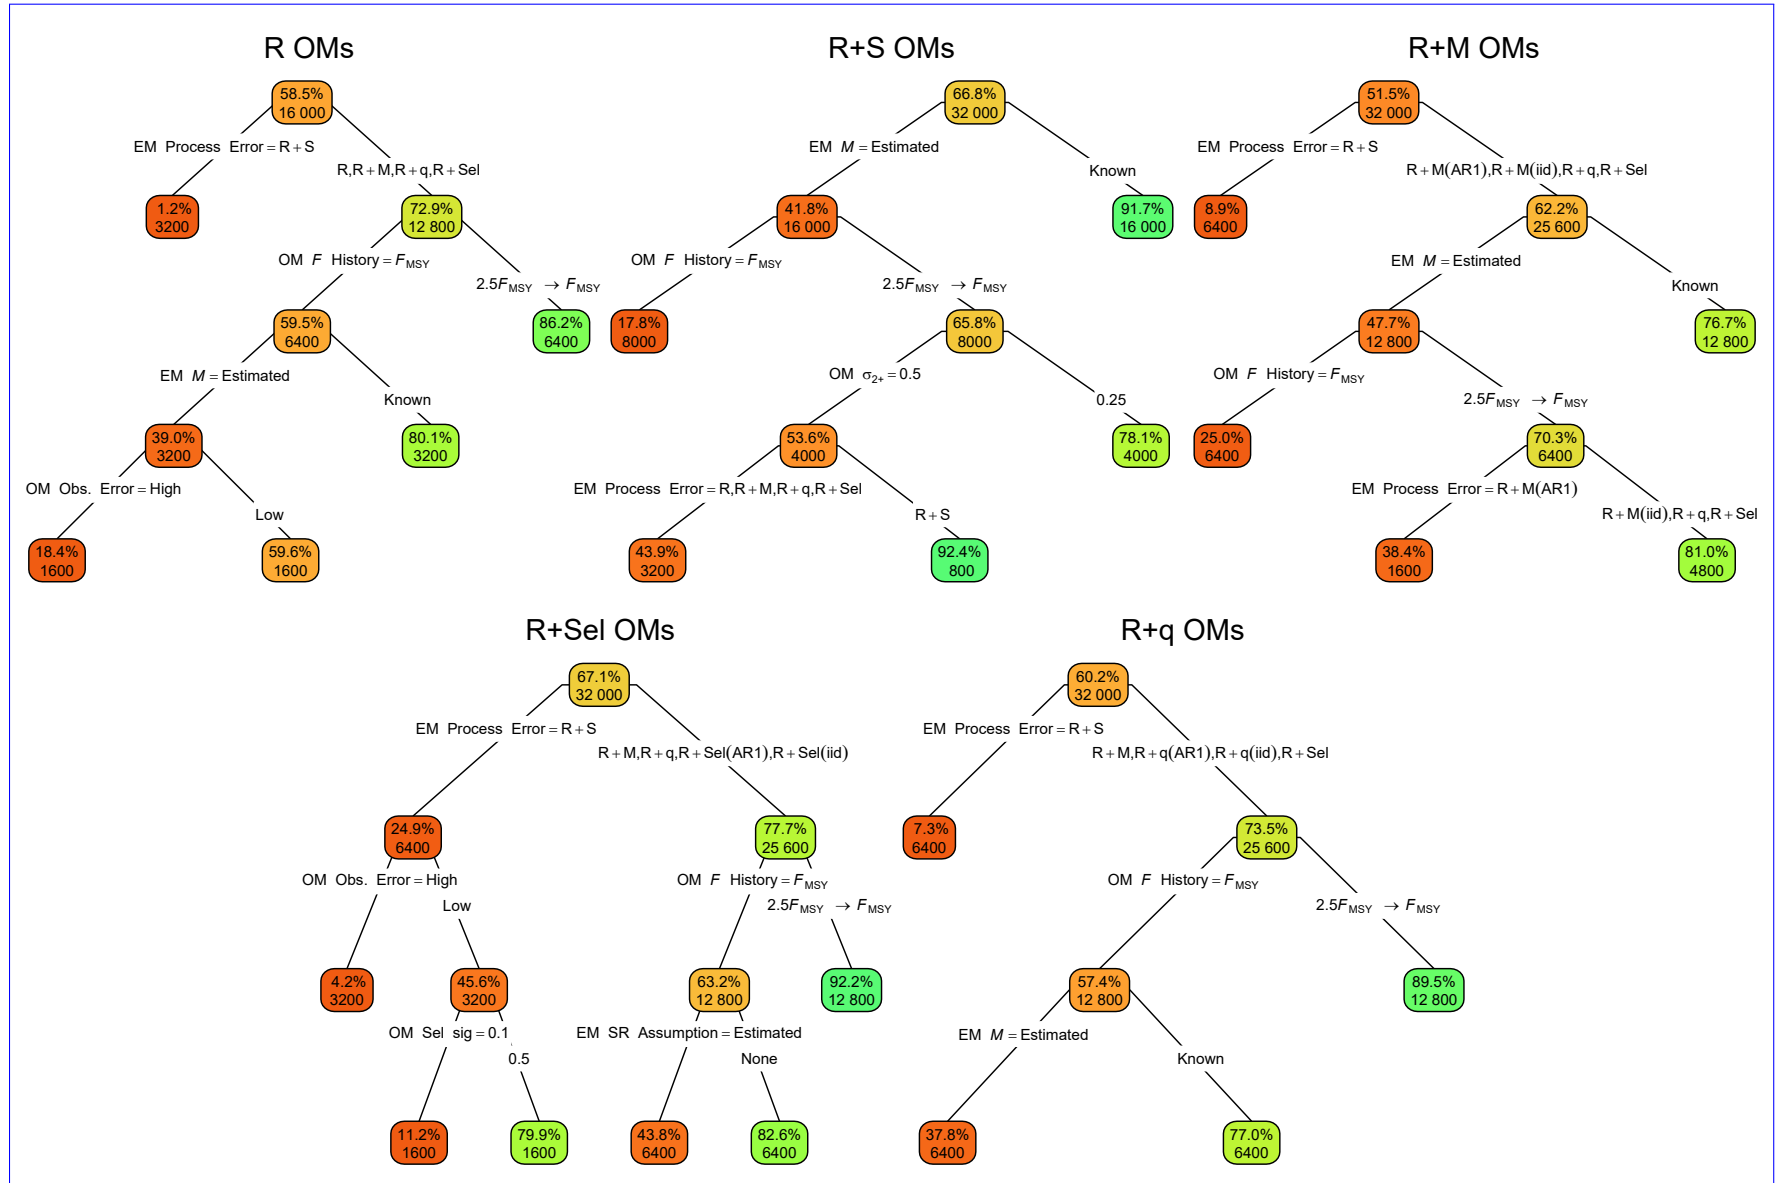 R OMs
58.5%
16 000
EM Process Error = R + S
R,R + M,R + q,R + Sel
1.2%
3200
72.9%
12 800
OM F History = FMSY
2.5FMSY → FMSY
59.5%
6400
86.2%
6400
EM M = Estimated
Known
39.0%
3200
80.1%
3200
OM Obs. Error = High
Low
18.4%
1600
59.6%
1600
R+S OMs
66.8%
32 000
EM M = Estimated
Known
41.8%
16 000
91.7%
16 000
OM F History = FMSY
2.5FMSY → FMSY
17.8%
8000
65.8%
8000
OM σ2+ = 0.5
0.25
53.6%
4000
78.1%
4000
EM Process Error = R,R + M,R + q,R + Sel
R + S
43.9%
3200
92.4%
800
R+M OMs
51.5%
32 000
EM Process Error = R + S
R + M(AR1),R + M(iid),R + q,R + Sel
8.9%
6400
62.2%
25 600
EM M = Estimated
Known
47.7%
12 800
76.7%
12 800
OM F History = FMSY
2.5FMSY → FMSY
25.0%
6400
70.3%
6400
EM Process Error = R + M(AR1)
R + M(iid),R + q,R + Sel
38.4%
1600
81.0%
4800
R+Sel OMs
67.1%
32 000
EM Process Error = R + S
R + M,R + q,R + Sel(AR1),R + Sel(iid)
24.9%
6400
77.7%
25 600
OM Obs. Error = High
Low
OM F History = FMSY
2.5FMSY → FMSY
4.2%
3200
45.6%
3200
63.2%
12 800
92.2%
12 800
OM Sel sig = 0.1
0.5
EM SR Assumption = Estimated
None
11.2%
1600
79.9%
1600
43.8%
6400
82.6%
6400
R+q OMs
60.2%
32 000
EM Process Error = R + S
R + M,R + q(AR1),R + q(iid),R + Sel
7.3%
6400
73.5%
25 600
OM F History = FMSY
2.5FMSY → FMSY
57.4%
12 800
89.5%
12 800
EM M = Estimated
Known
37.8%
6400
77.0%
6400